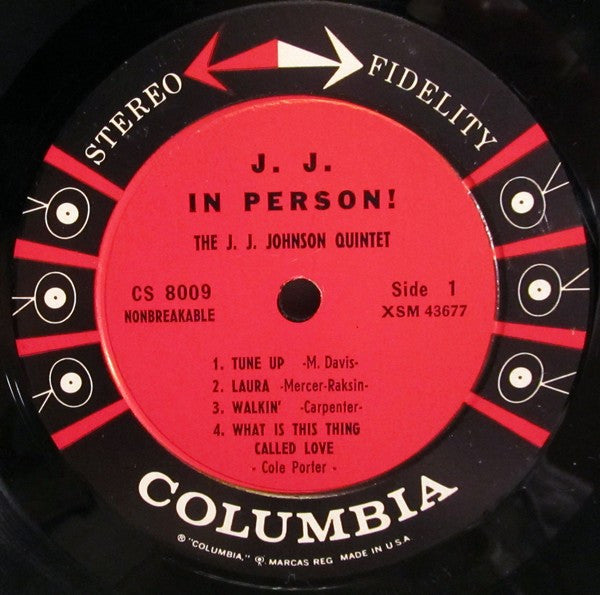 STEREO FIDELITY
J. J.
IN PERSON!
THE J. J. JOHNSON QUINTET
CS 8009
NONBREAKABLE
Side 1
XSM 43677
1. TUNE UP -M. Davis-
2. LAURA -Mercer-Raksin-
3. WALKIN' -Carpenter-
4. WHAT IS THIS THING
CALLED LOVE
- Cole Porter -
COLUMBIA
® "COLUMBIA," ®. MARCAS REG. MADE IN U.S.A.